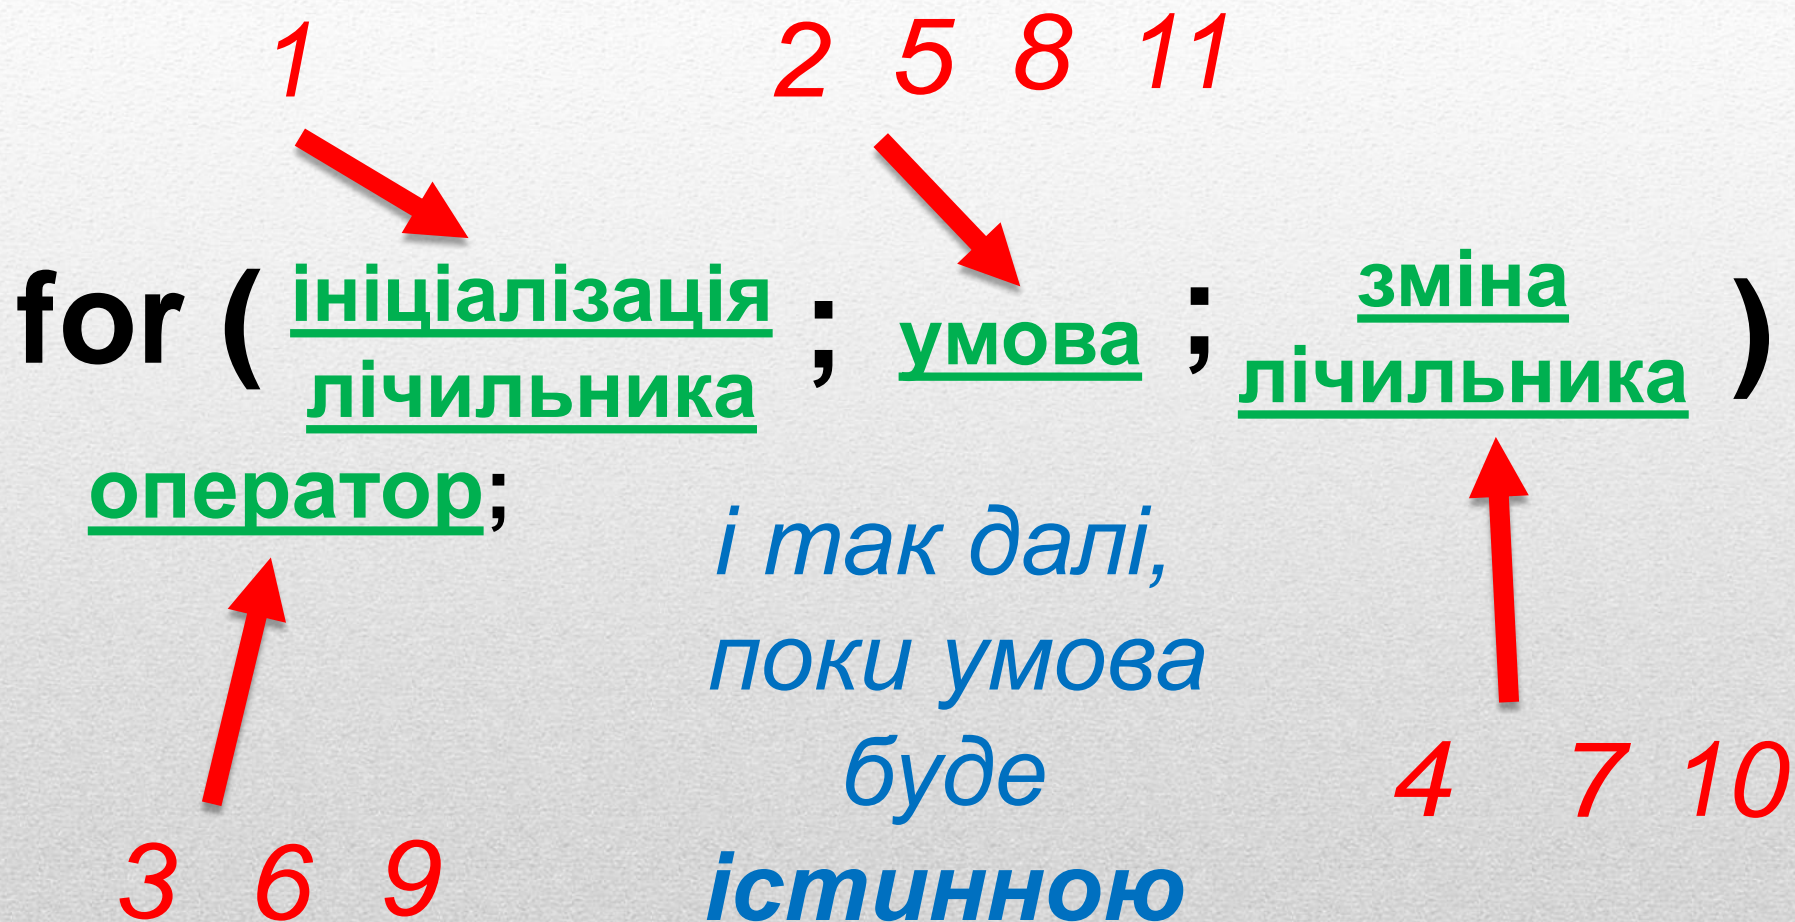 1 2 5 8 11
for ( ініціалізація лічильника ; умова ; зміна лічильника )
оператор;
і так далі,
поки умова
буде
істинною
4 7 10
3 6 9